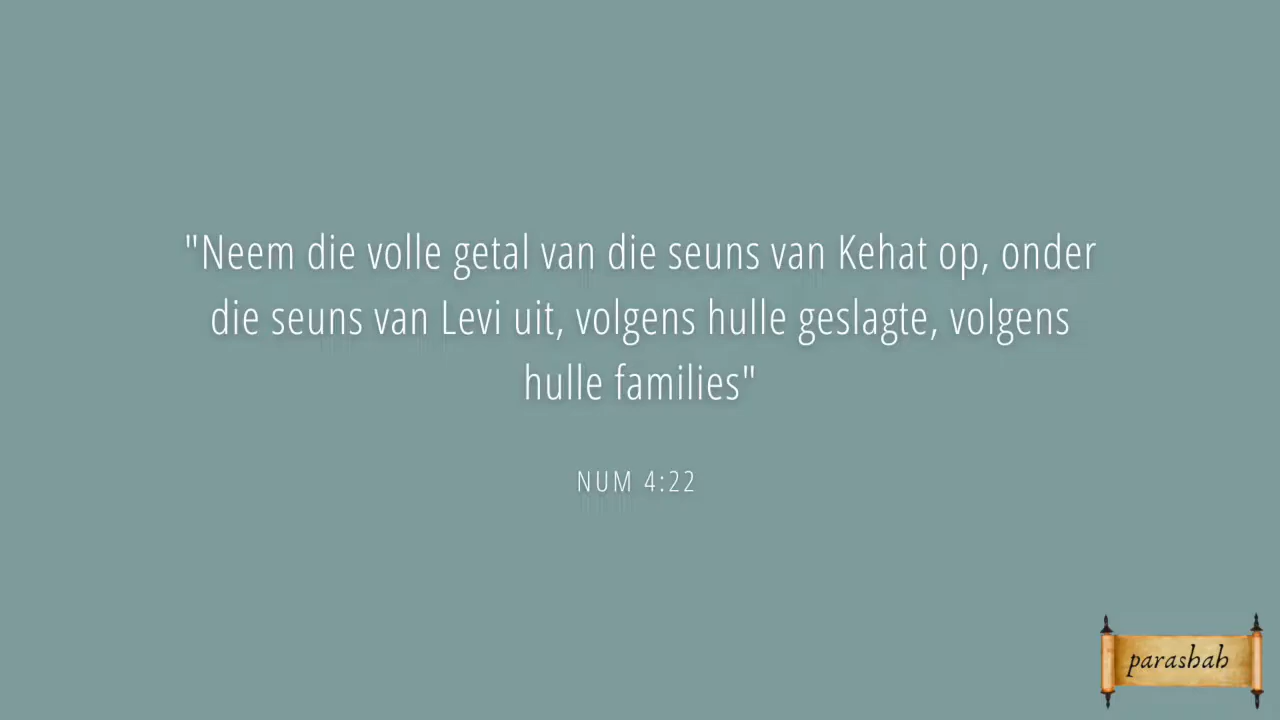 "Neem die volle getal van die seuns van Kehat op, onder
die seuns van Levi uit, volgens hulle geslagte, volgens
hulle families"
NUM 4:22
parashah